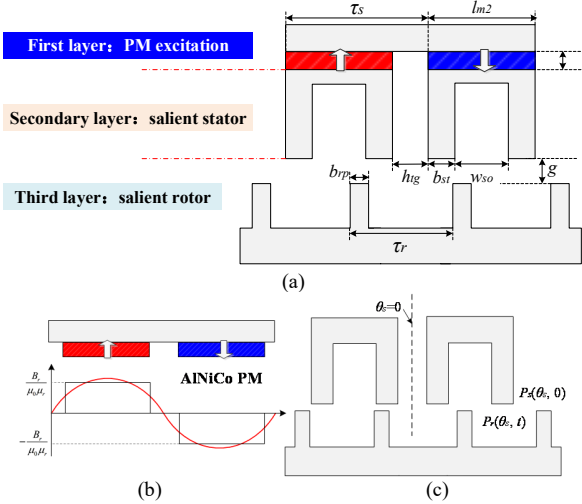 τs
lm2
First layer: PM excitation
Secondary layer: salient stator
brp
htg
bst
wso
g
Third layer: salient rotor
τr
(a)
θs=0
AlNiCo PM
Br
μ0μr
Ps(θs, 0)
Pr(θs, t)
−Br
μ0μr
(b)
(c)